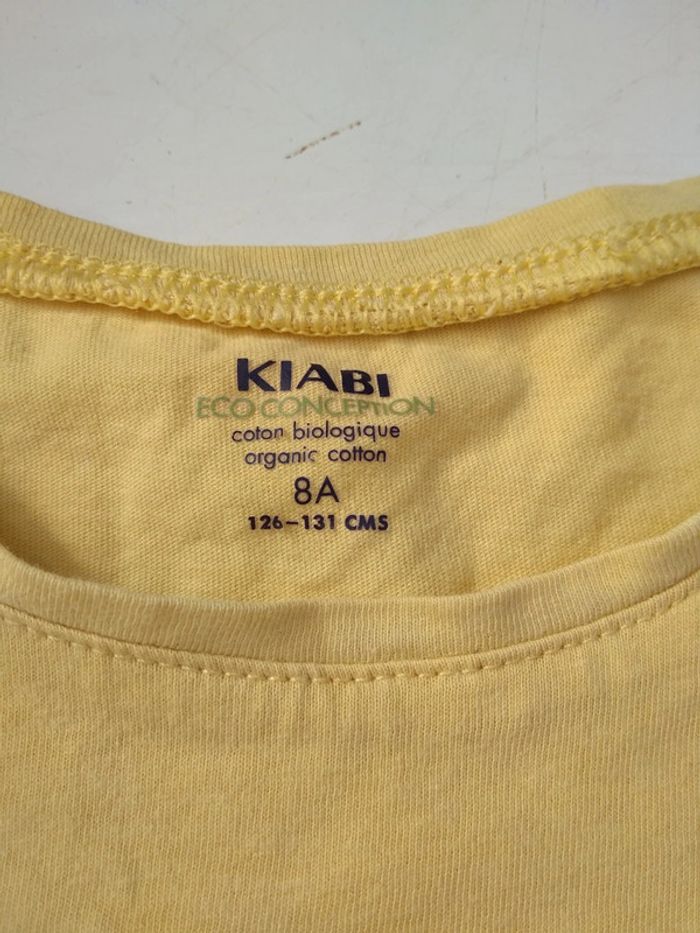 KIABI
ECO CONCEPTION
coton biologique
organic cotton
8A
126-131 CMS